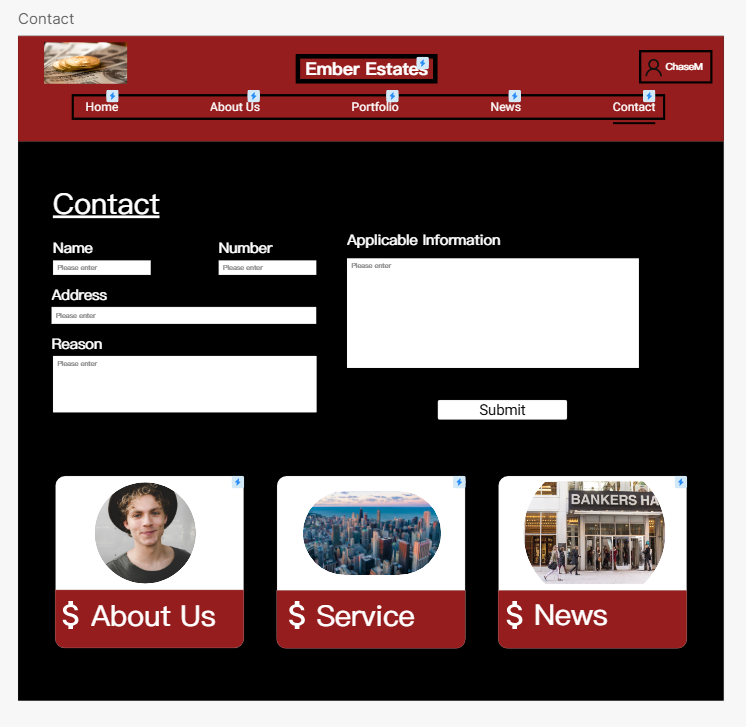 Contact
Ember Estates
ChaseM
Home About Us Portfolio News Contact
Contact
Name Number
Please enter Please enter
Address
Please enter
Reason
Please enter
Applicable Information
Please enter
Submit
BANKERS HA
$ About Us
$ Service
$ News